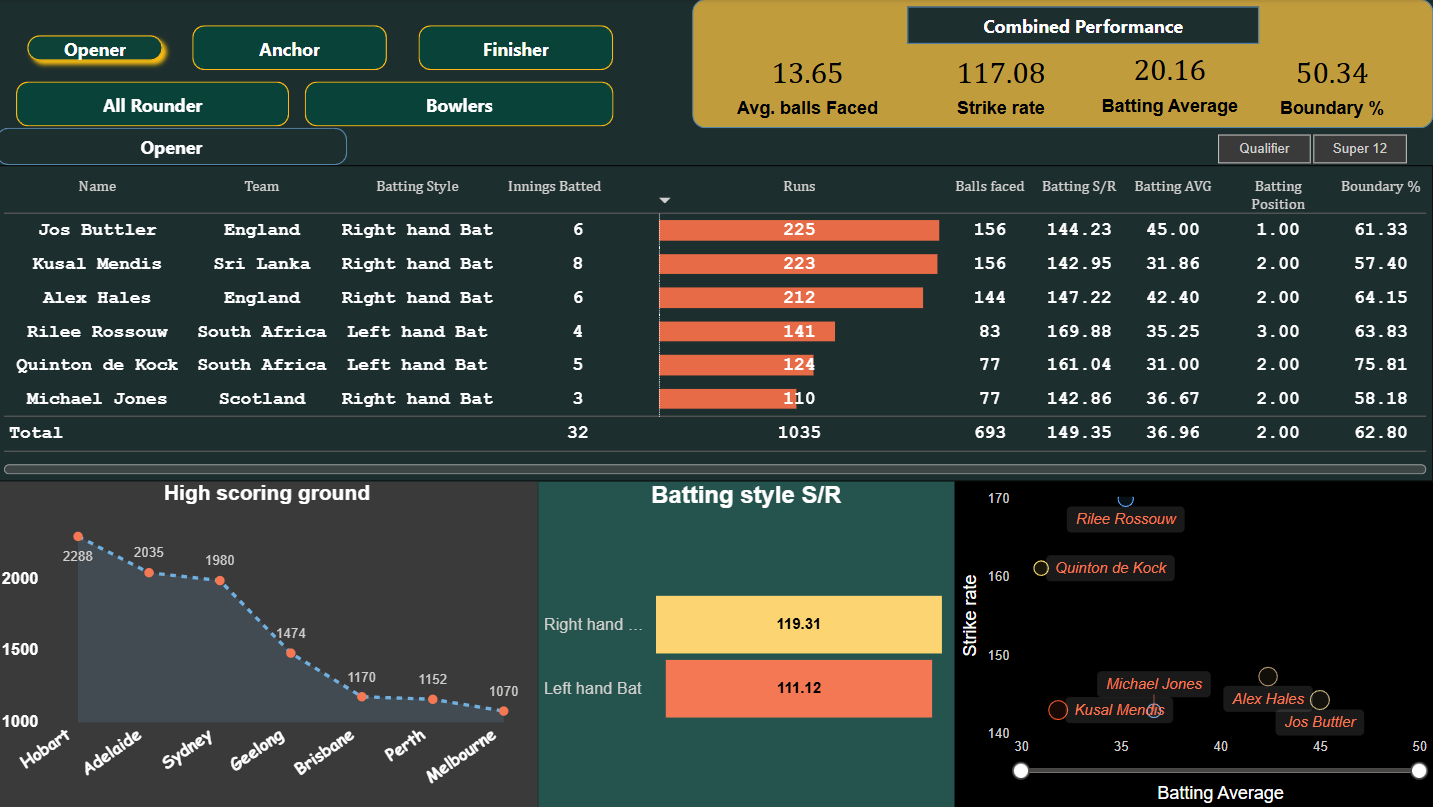 Opener
Anchor
Finisher
All Rounder
Bowlers
Combined Performance
13.65 117.08 20.16 50.34
Avg. balls Faced Strike rate Batting Average Boundary %
Opener
Qualifier Super 12
Name Team Batting Style Innings Batted Runs Balls faced Batting S/R Batting AVG Batting Position Boundary %
Jos Buttler England Right hand Bat 6 225 156 144.23 45.00 1.00 61.33
Kusal Mendis Sri Lanka Right hand Bat 8 223 156 142.95 31.86 2.00 57.40
Alex Hales England Right hand Bat 6 212 144 147.22 42.40 2.00 64.15
Rilee Rossouw South Africa Left hand Bat 4 141 83 169.88 35.25 3.00 63.83
Quinton de Kock South Africa Left hand Bat 5 124 77 161.04 31.00 2.00 75.81
Michael Jones Scotland Right hand Bat 3 110 77 142.86 36.67 2.00 58.18
Total 32 1035 693 149.35 36.96 2.00 62.80
High scoring ground
2288 2035 1980 1474 1170 1152 1070
2000
1500
1000
Hobart Adelaide Sydney Geelong Brisbane Perth Melbourne
Batting style S/R
Right hand ... 119.31
Left hand Bat 111.12
Strike rate
170
160
150
140
Rilee Rossouw
Quinton de Kock
Michael Jones
Kusal Mendis
Alex Hales
Jos Buttler
30 35 40 45 50
Batting Average